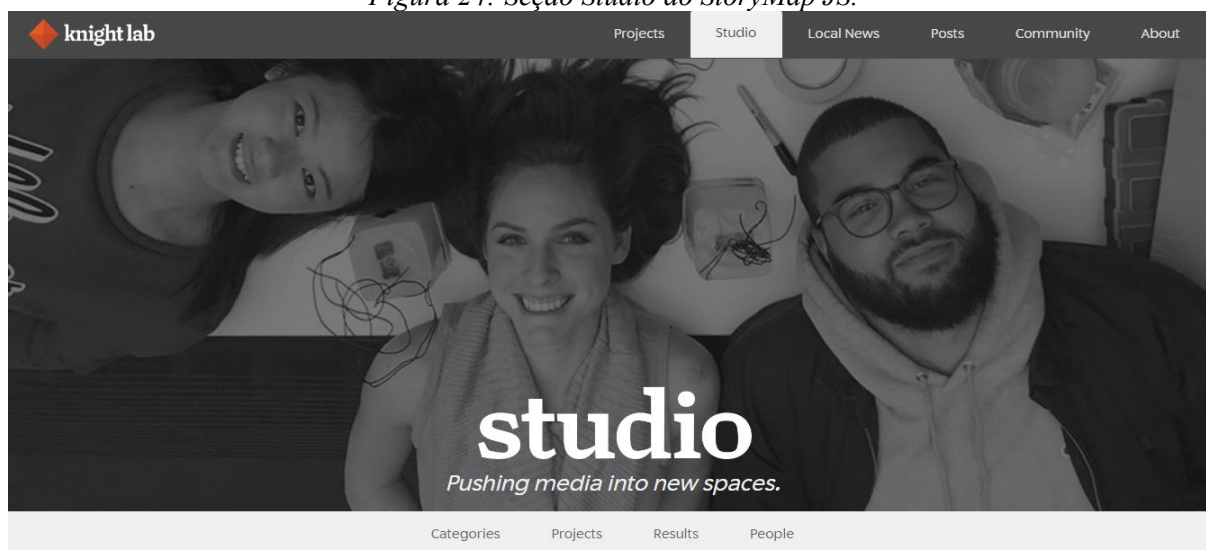 Figura 24: Seção Studio do StoryMap JS.
knight lab Projects Studio Local News Posts Community About
studio
Pushing media into new spaces.
Categories Projects Results People